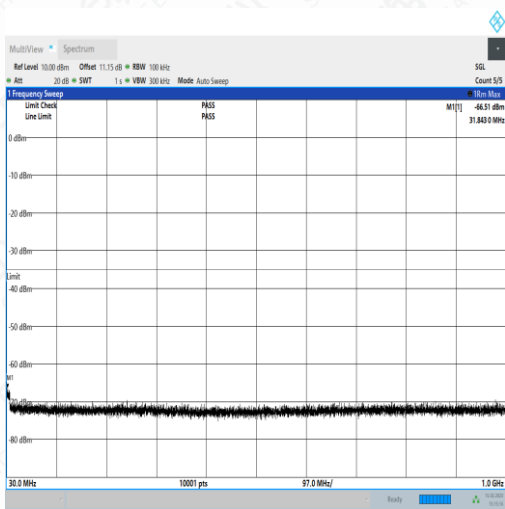 MultiView Spectrum
Ref Level 10.00 dBm Offset 11.15 dB RBW 100 kHz SGL
Att 20 dB SWT 1 s VBW 300 kHz Mode Auto Sweep Count 5/5
1 Frequency Sweep 1Rm Max
Limit Check PASS M1[1] -66.51 dBm
Line Limit PASS 31.8430 MHz
0 dBm
-10 dBm
-20 dBm
-30 dBm
Limit
-40 dBm
-50 dBm
-60 dBm
M1
-70 dBm
-80 dBm
30.0 MHz 10001 pts 97.0 MHz/ 1.0 GHz
Ready